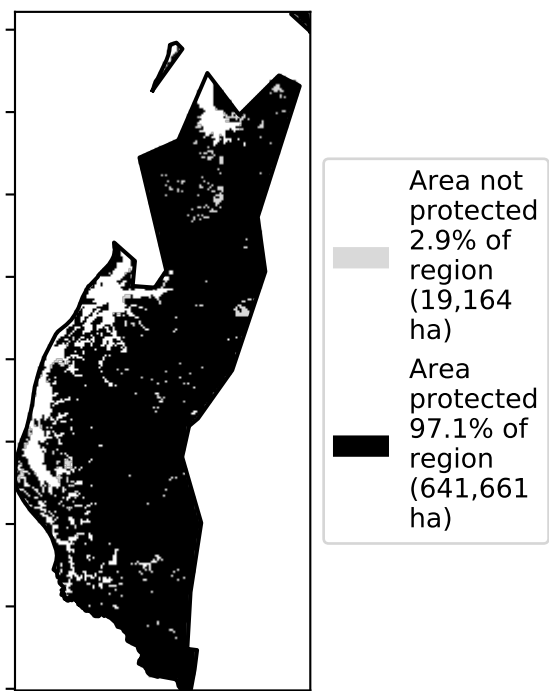 Area not
protected
2.9% of
region
(19,164
ha)
Area
protected
97.1% of
region
(641,661
ha)